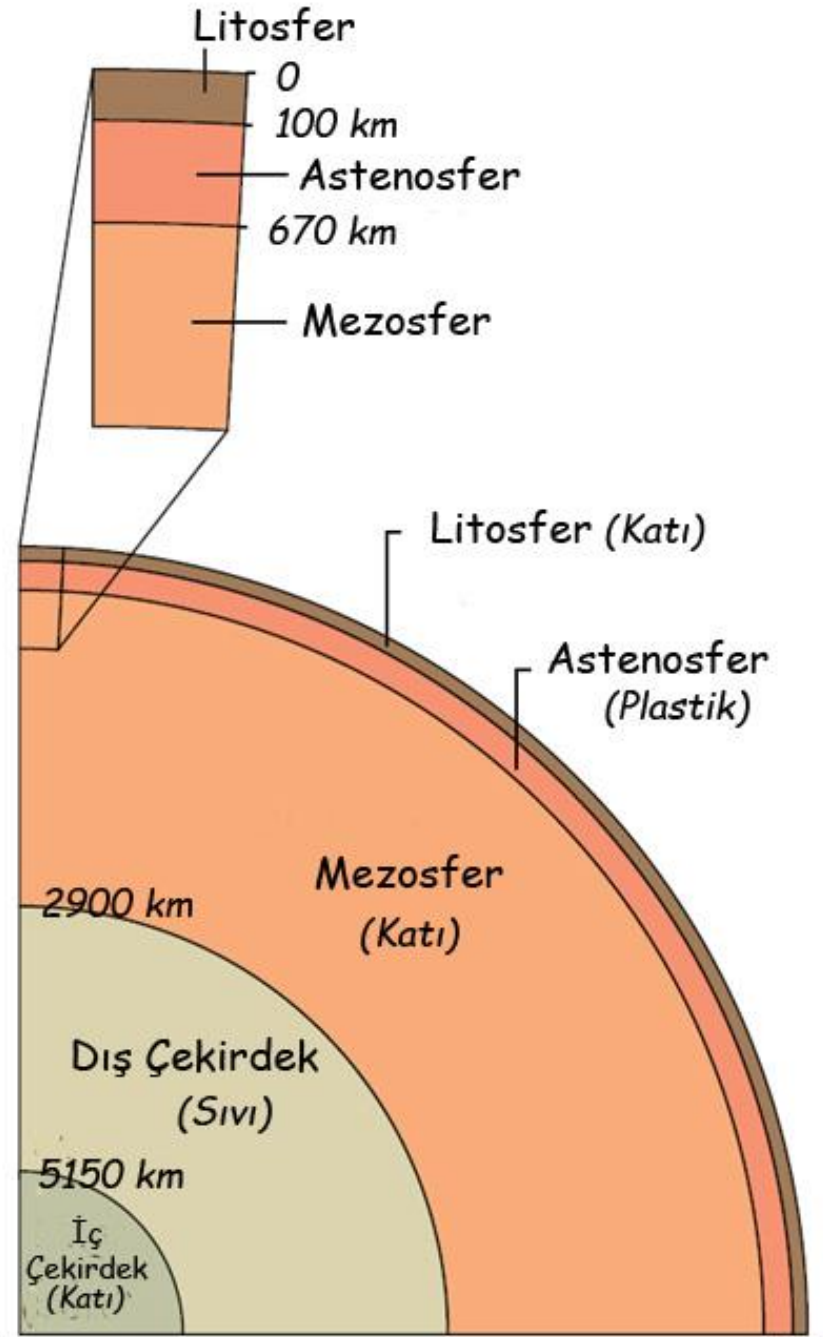 Litosfer
0
100 km
Astenosfer
670 km
Mezosfer
Litosfer (Katı)
Astenosfer
(Plastik)
Mezosfer
(Katı)
2900 km
Dış Çekirdek
(Sıvı)
5150 km
İç
Çekirdek
(Katı)